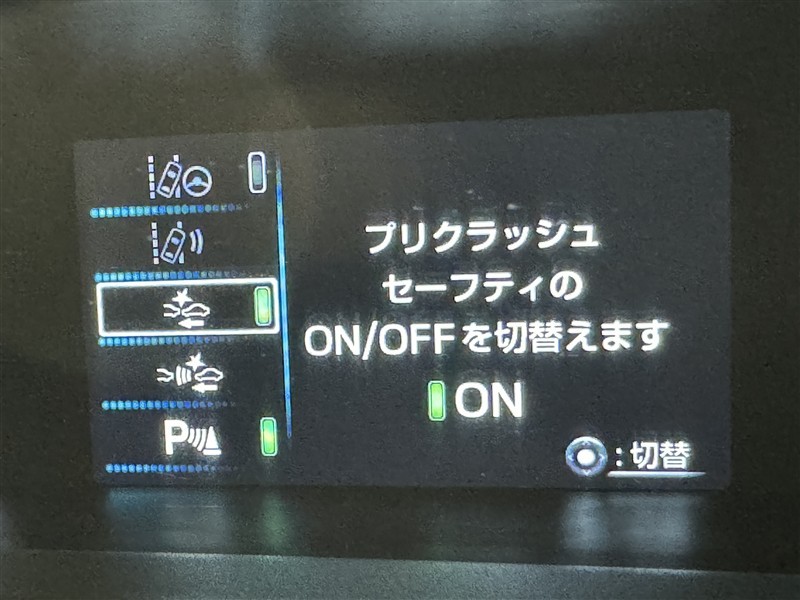 プリクラッシュ
セーフティの
ON/OFFを切替えます
ON
P
:切替